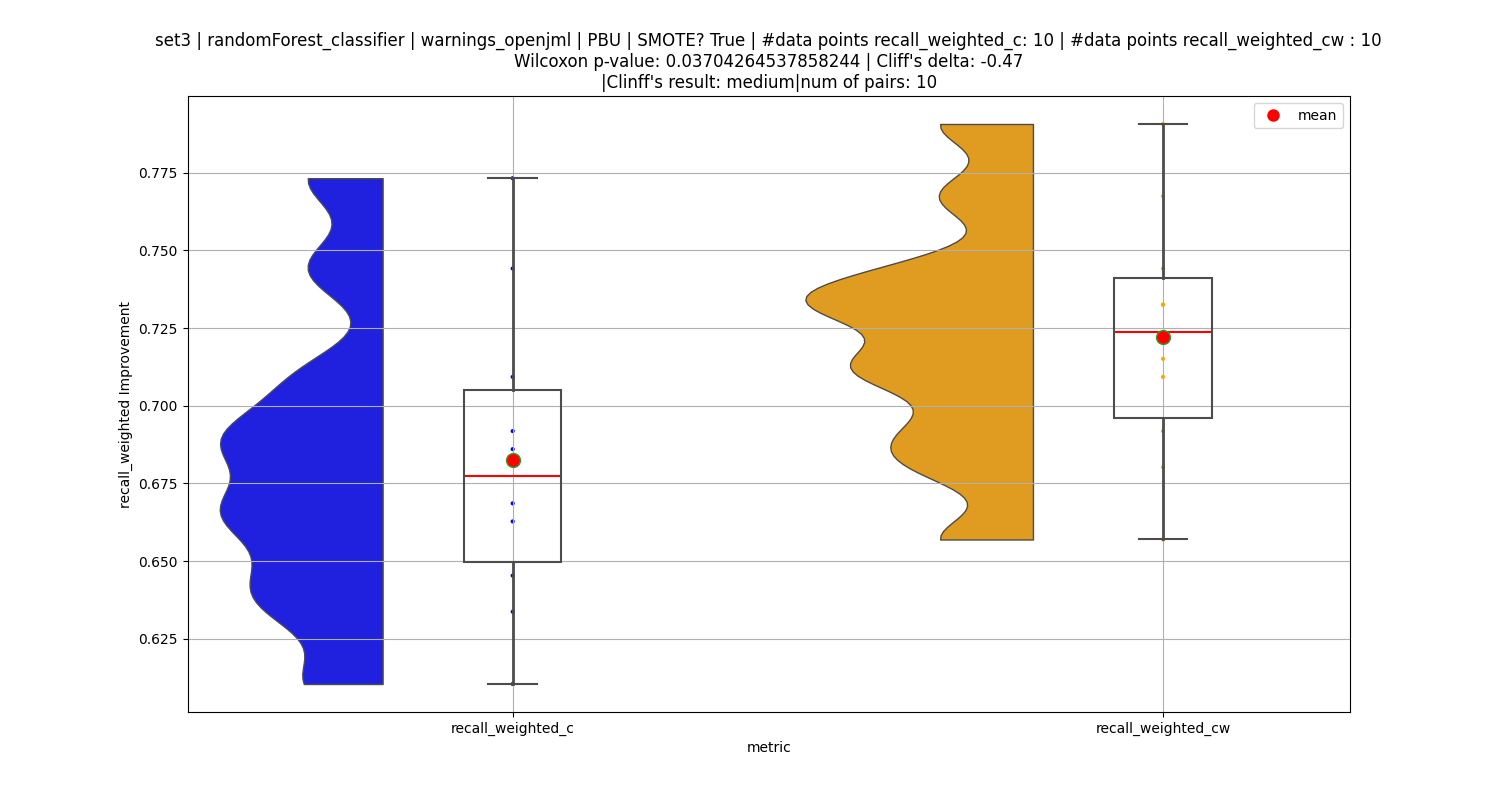 set3 | randomForest_classifier | warnings_openjml | PBU | SMOTE? True | #data points recall_weighted_c: 10 | #data points recall_weighted_cw : 10
Wilcoxon p-value: 0.03704264537858244 | Cliff's delta: -0.47
|Clinff's result: medium|num of pairs: 10
mean
recall_weighted Improvement
0.775
0.750
0.725
0.700
0.675
0.650
0.625
recall_weighted_c
recall_weighted_cw
metric